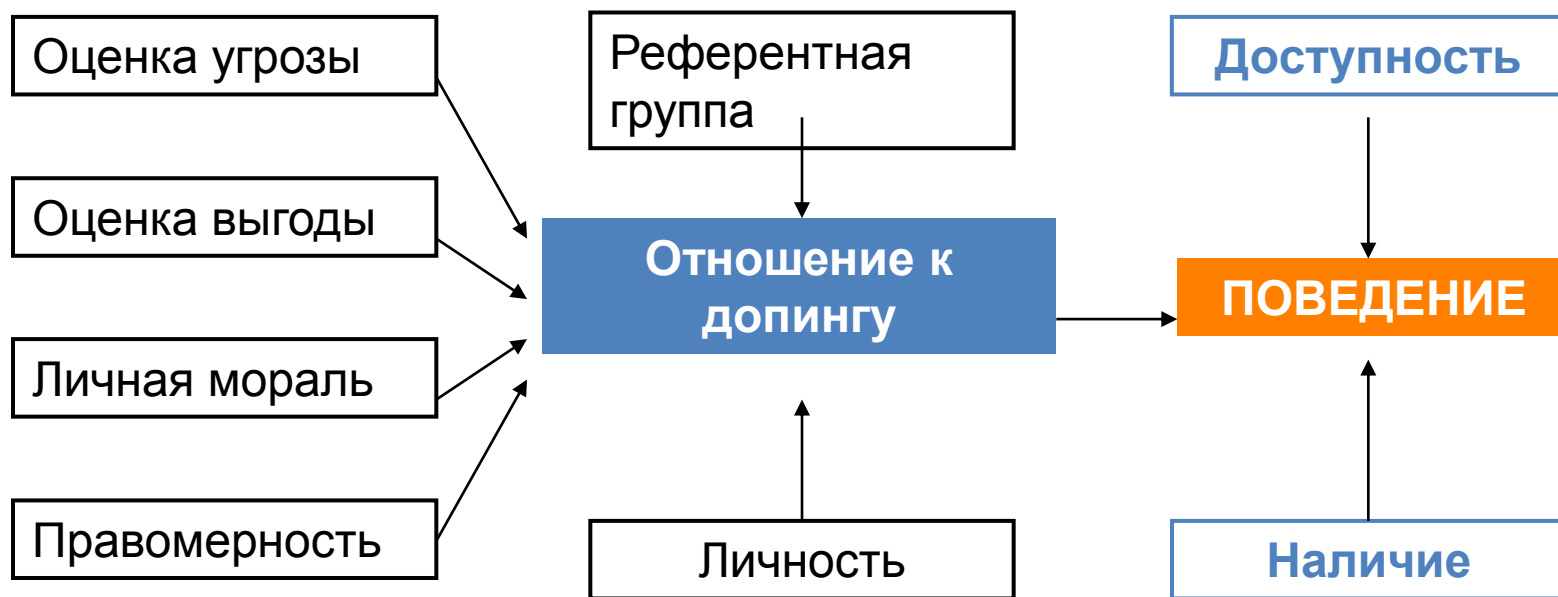 Оценка угрозы
Референтная
группа
Доступность
Оценка выгоды
Отношение к
допингу
ПОВЕДЕНИЕ
Личная мораль
Правомерность
Личность
Наличие